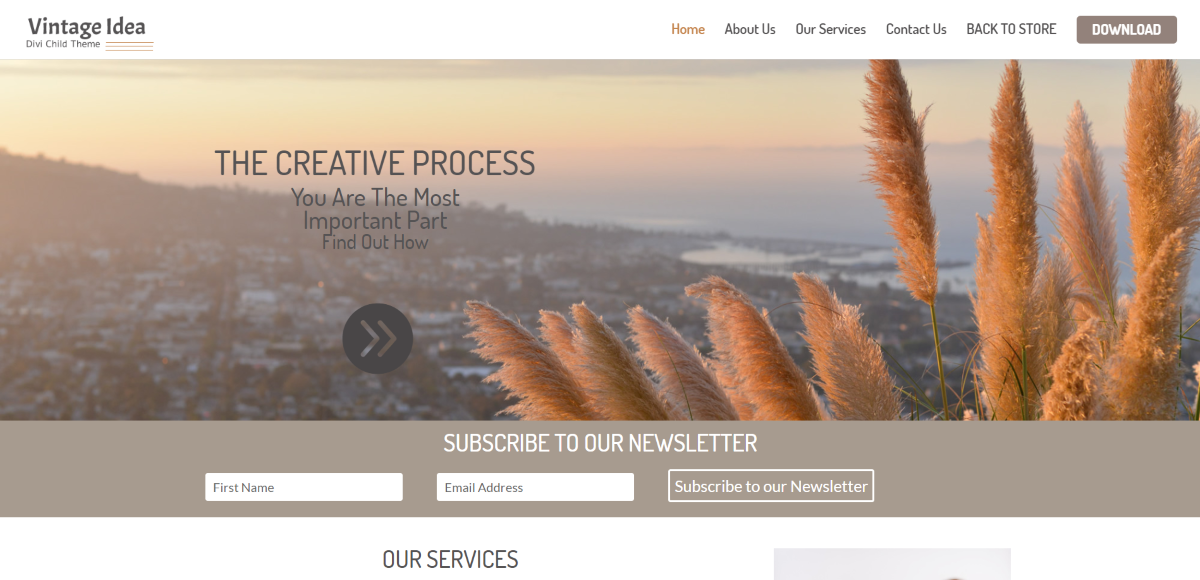 Vintage Idea
Divi Child Theme
Home About Us Our Services Contact Us BACK TO STORE DOWNLOAD
THE CREATIVE PROCESS
You Are The Most
Important Part
Find Out How
SUBSCRIBE TO OUR NEWSLETTER
First Name Email Address Subscribe to our Newsletter
OUR SERVICES